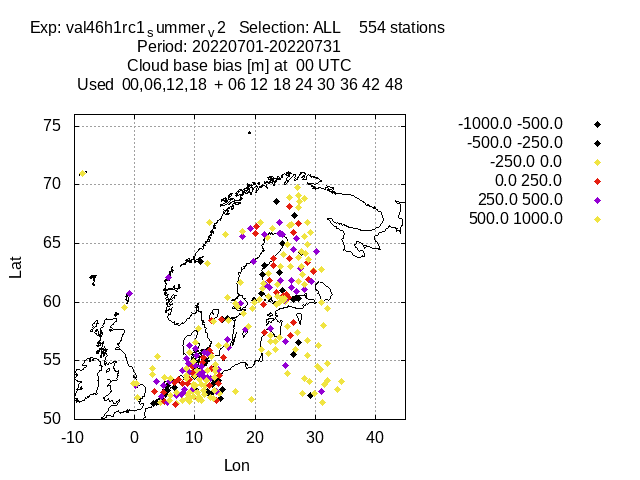 Exp: val46h1rc1summerv2 Selection: ALL 554 stations
Period: 20220701-20220731
Cloud base bias [m] at 00 UTC
Used 00,06,12,18 + 06 12 18 24 30 36 42 48
-1000.0 -500.0
-500.0 -250.0
-250.0 0.0
0.0 250.0
250.0 500.0
500.0 1000.0
Lat
75
70
65
60
55
50
-10 0 10 20 30 40
Lon